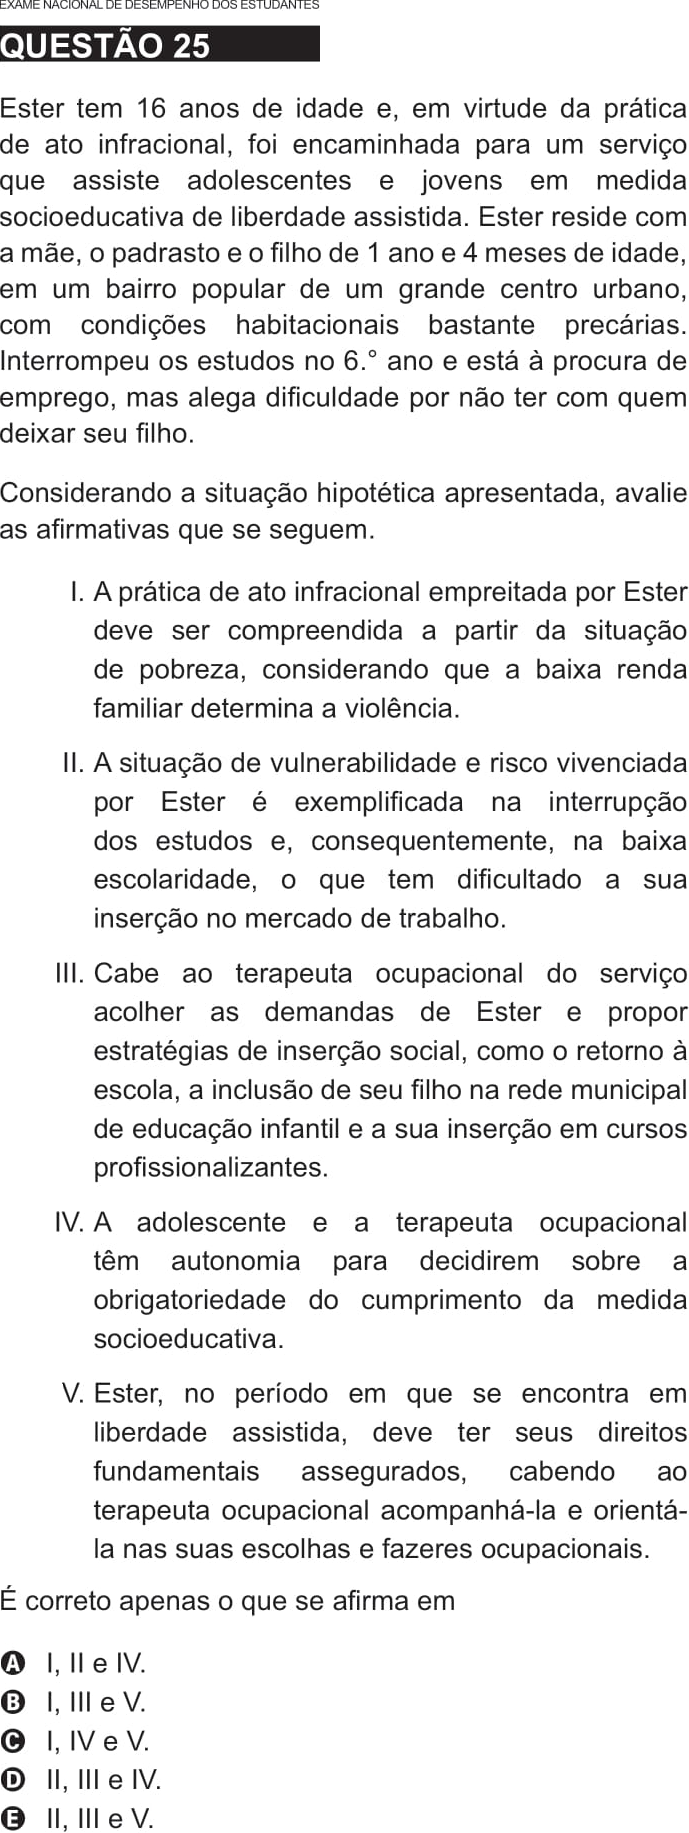 EXAME NACIONAL DE DESEMPENHO DOS ESTUDANTES
QUESTÃO 25
Ester tem 16 anos de idade e, em virtude da prática
de ato infracional, foi encaminhada para um serviço
que assiste adolescentes e jovens em medida
socioeducativa de liberdade assistida. Ester reside com
a mãe, o padrasto e o filho de 1 ano e 4 meses de idade,
em um bairro popular de um grande centro urbano,
com condições habitacionais bastante precárias.
Interrompeu os estudos no 6.° ano e está à procura de
emprego, mas alega dificuldade por não ter com quem
deixar seu filho.
Considerando a situação hipotética apresentada, avalie
as afirmativas que se seguem.
I. A prática de ato infracional empreitada por Ester
deve ser compreendida a partir da situação
de pobreza, considerando que a baixa renda
familiar determina a violência.
II. A situação de vulnerabilidade e risco vivenciada
por Ester é exemplificada na interrupção
dos estudos e, consequentemente, na baixa
escolaridade, o que tem dificultado a sua
inserção no mercado de trabalho.
III. Cabe ao terapeuta ocupacional do serviço
acolher as demandas de Ester e propor
estratégias de inserção social, como o retorno à
escola, a inclusão de seu filho na rede municipal
de educação infantil e a sua inserção em cursos
profissionalizantes.
IV. A adolescente e a terapeuta ocupacional
têm autonomia para decidirem sobre a
obrigatoriedade do cumprimento da medida
socioeducativa.
V. Ester, no período em que se encontra em
liberdade assistida, deve ter seus direitos
fundamentais assegurados, cabendo ao
terapeuta ocupacional acompanhá-la e orientá-
la nas suas escolhas e fazeres ocupacionais.
É correto apenas o que se afirma em
A I, II e IV.
B I, III e V.
C I, IV e V.
D II, III e IV.
E II, III e V.